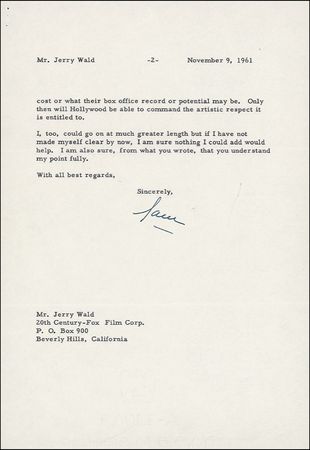 Mr. Jerry Wald -2- November 9, 1961
cost or what their box office record or potential may be. Only
then will Hollywood be able to command the artistic respect it
is entitled to.
I, too, could go on at much greater length but if I have not
made myself clear by now, I am sure nothing I could add would
help. I am also sure, from what you wrote, that you understand
my point fully.
With all best regards,
Sincerely,
Sam
Mr. Jerry Wald
20th Century-Fox Film Corp.
P. O. Box 900
Beverly Hills, California